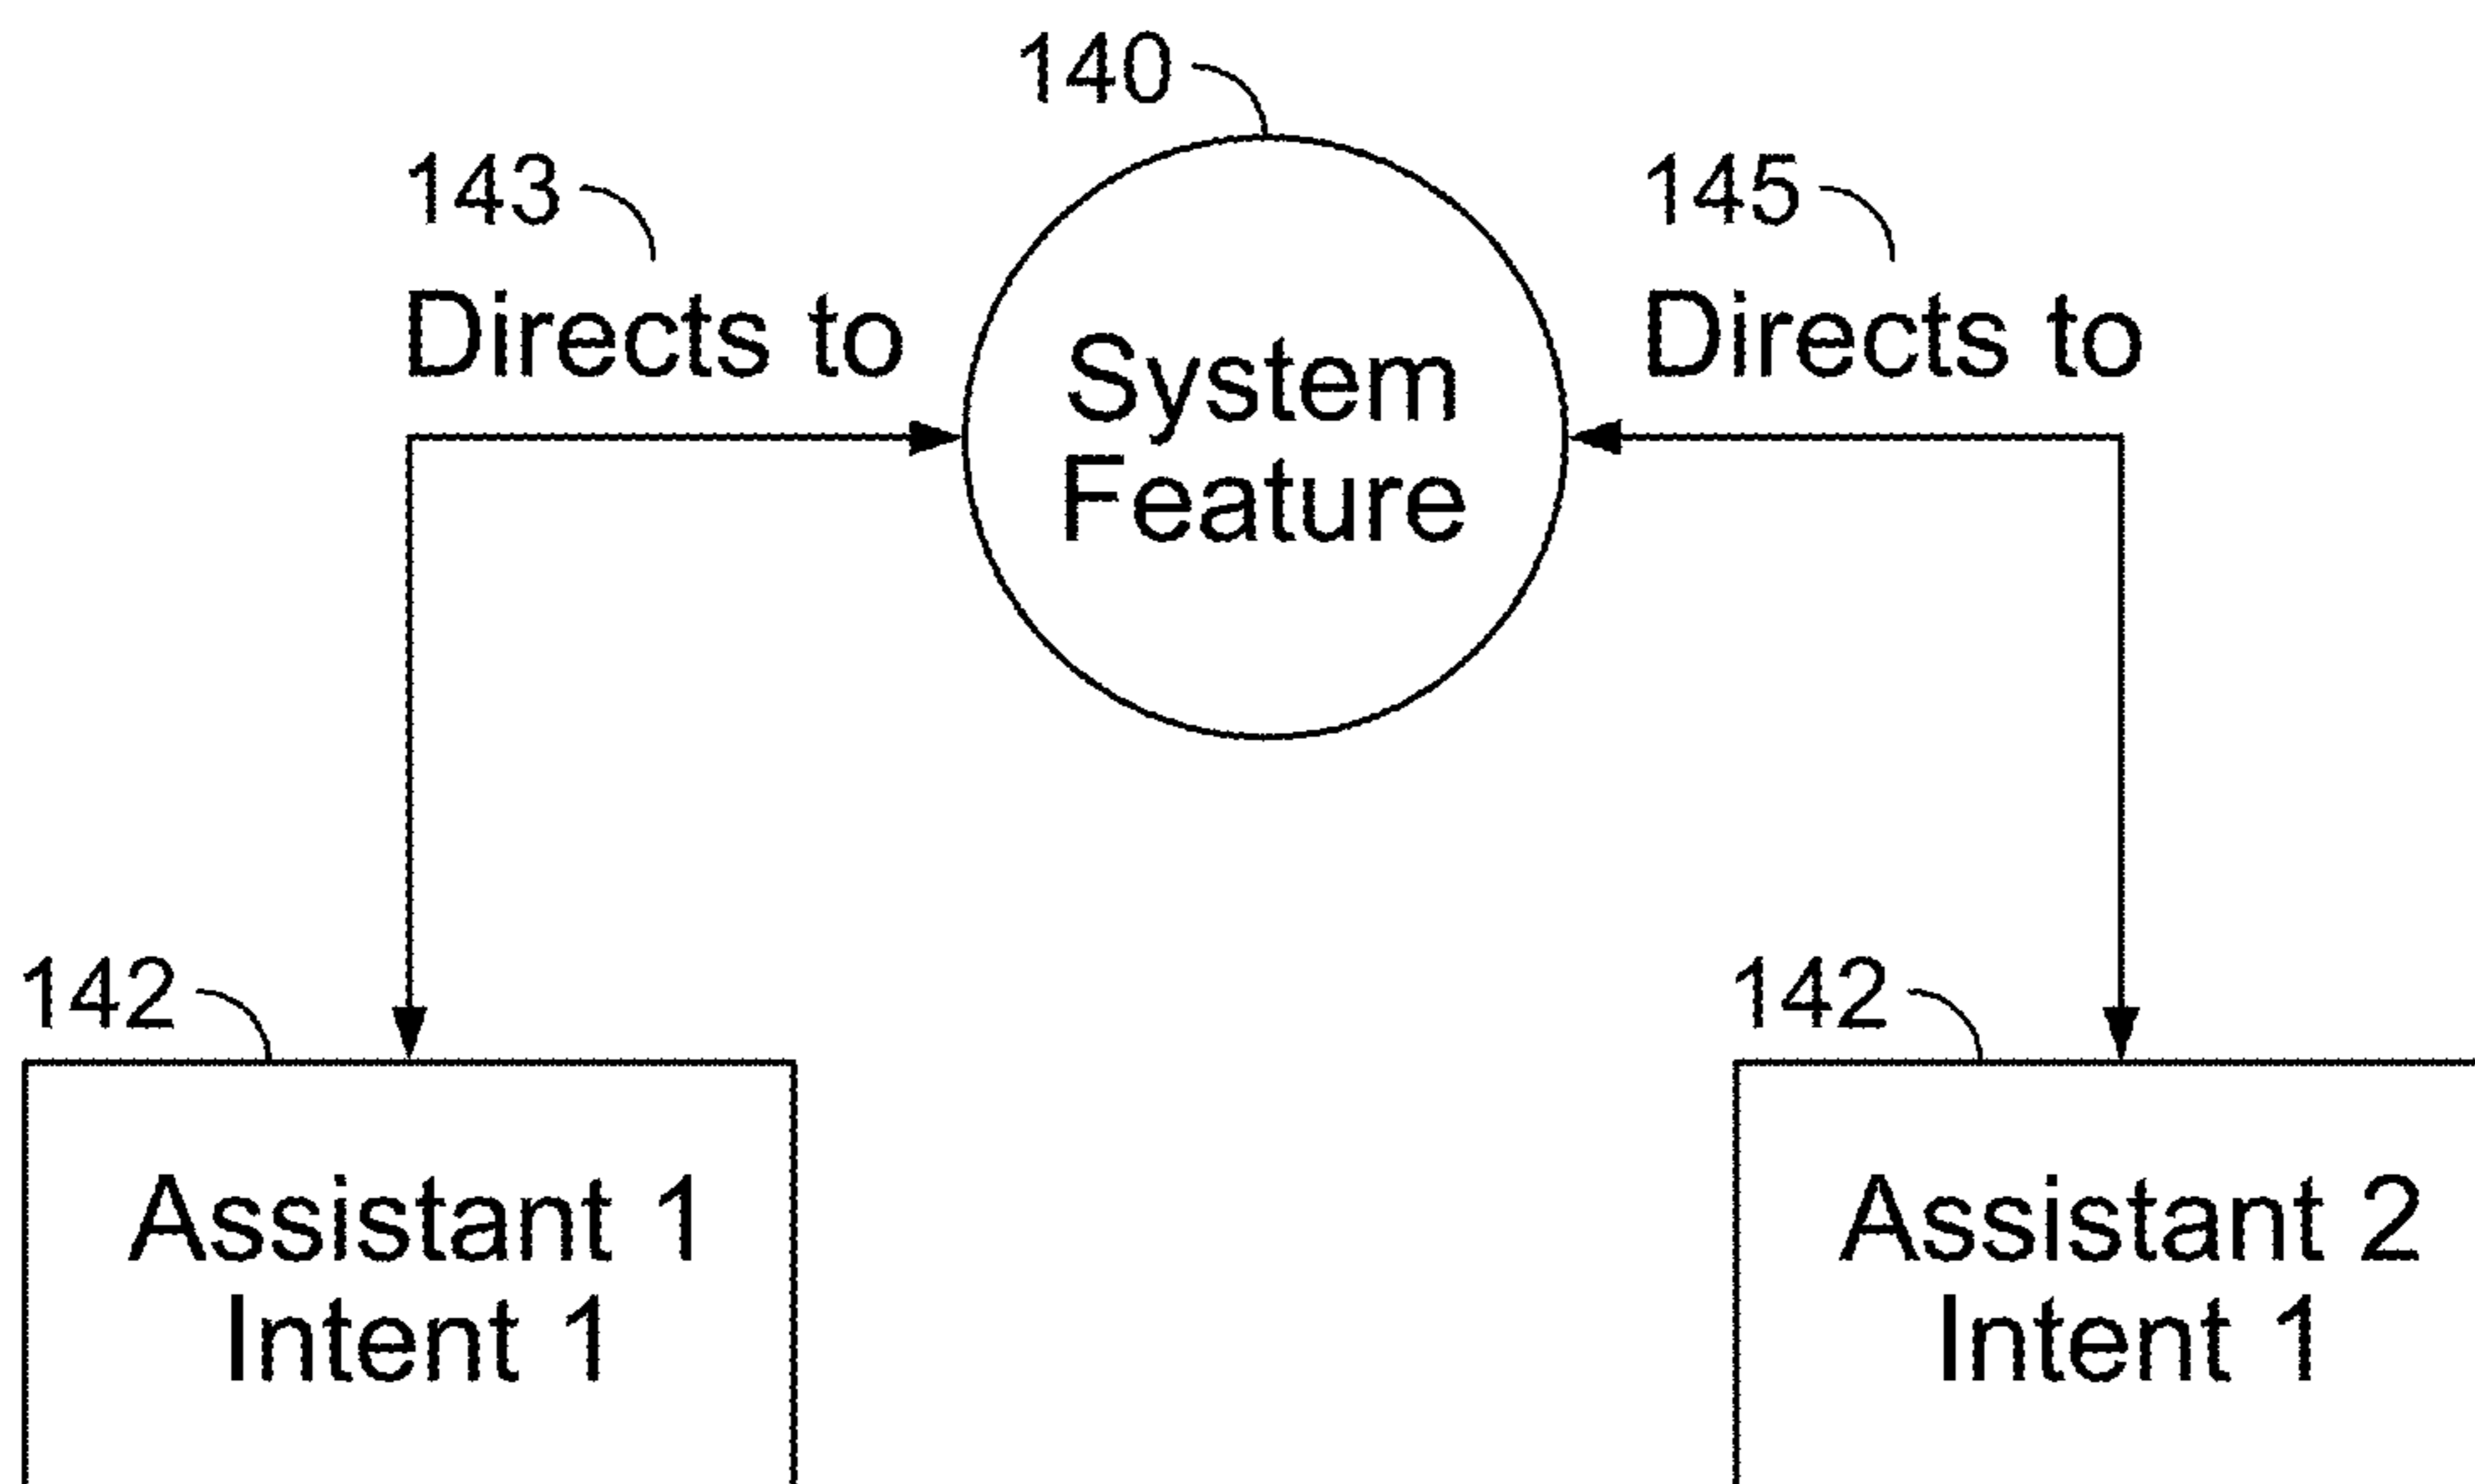 140
143
Directs to
145
Directs to
System
Feature
142
Assistant 1
Intent 1
142
Assistant 2
Intent 1